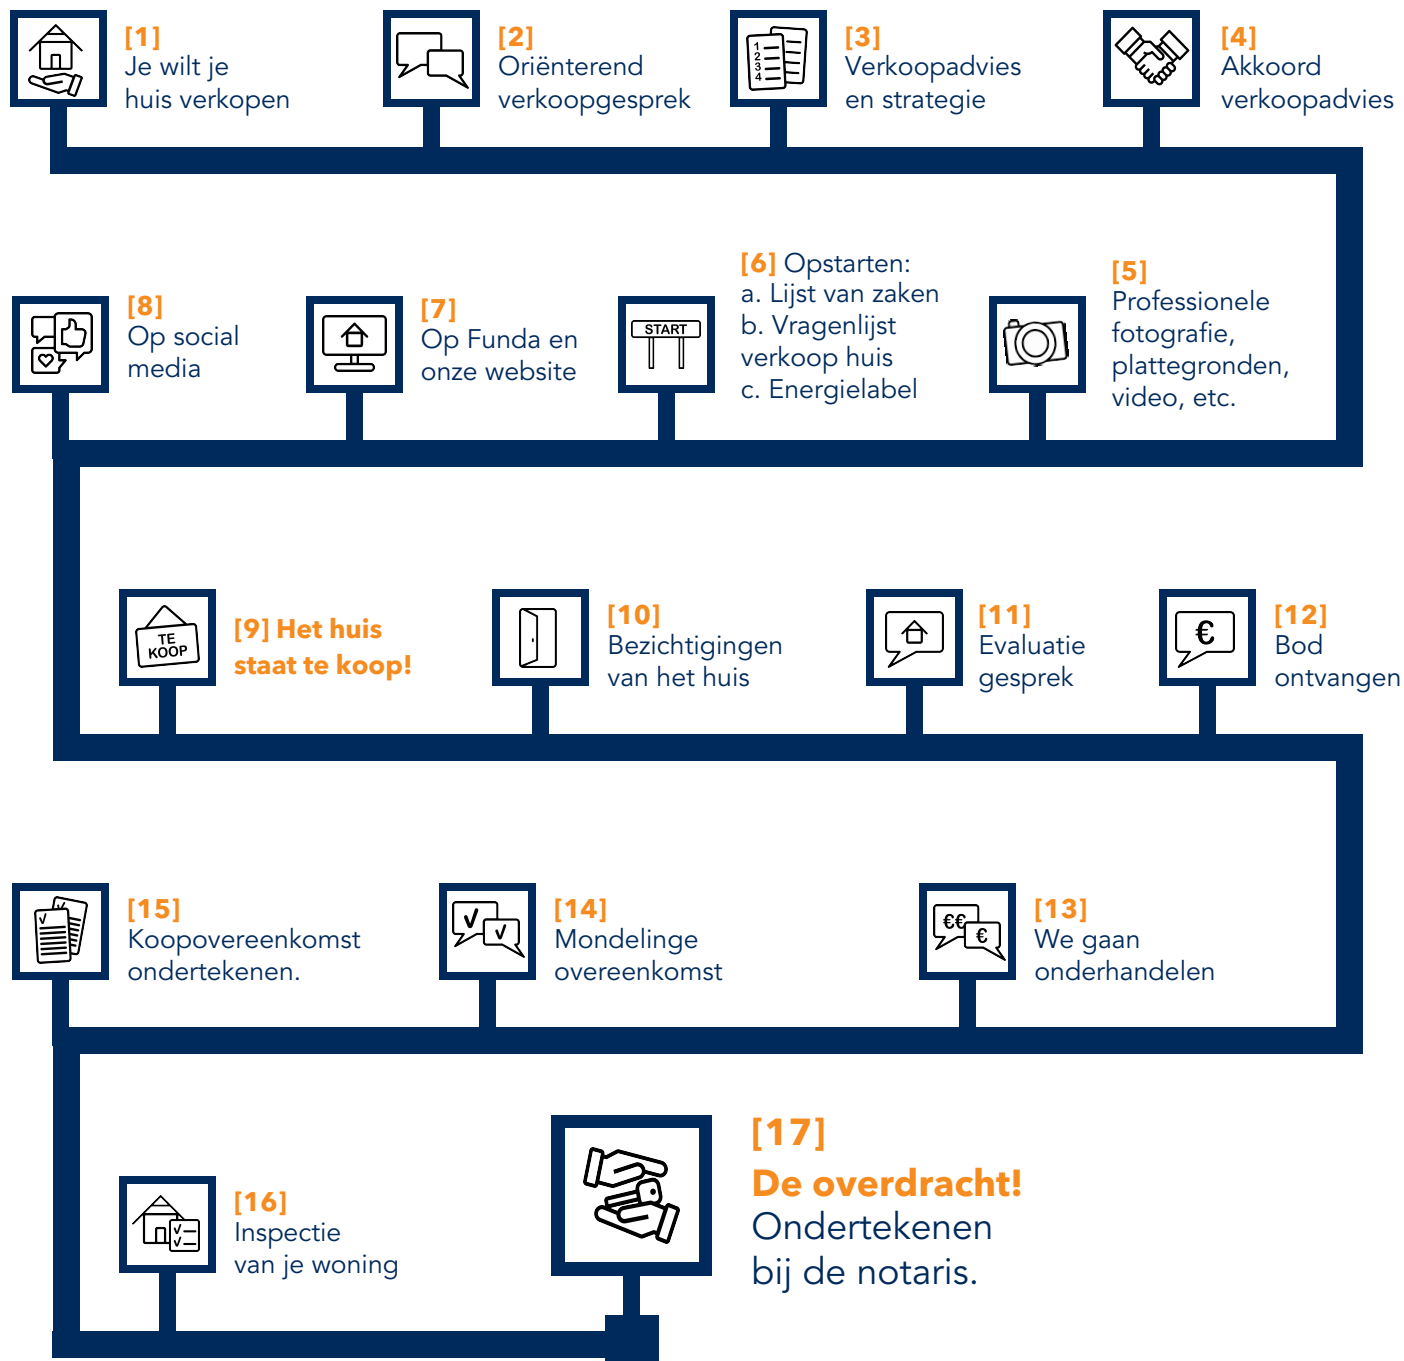 [1]
Je wilt je
huis verkopen
[2]
Oriënterend
verkoopgesprek
1
2
3
4
[3]
Verkoopadvies
en strategie
[4]
Akkoord
verkoopadvies
[8]
Op social
media
[7]
Op Funda en
onze website
START
[6] Opstarten:
a. Lijst van zaken
b. Vragenlijst
verkoop huis
c. Energielabel
[5]
Professionele
fotografie,
plattegronden,
video, etc.
TE
KOOP
[9] Het huis
staat te koop!
[10]
Bezichtigingen
van het huis
[11]
Evaluatie
gesprek
€
[12]
Bod
ontvangen
[15]
Koopovereenkomst
ondertekenen.
[14]
Mondelinge
overeenkomst
€€
€
[13]
We gaan
onderhandelen
[16]
Inspectie
van je woning
[17]
De overdracht!
Ondertekenen
bij de notaris.